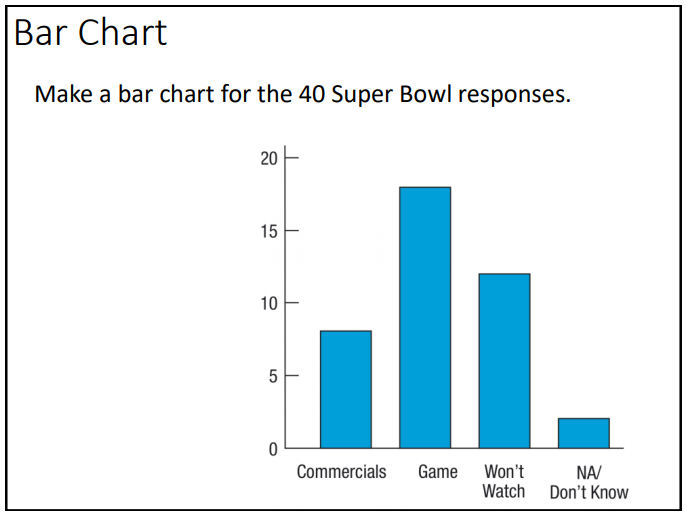 Bar Chart
Make a bar chart for the 40 Super Bowl responses.
20
15
10
5
0
Commercials
Game
Won't
Watch
NA/
Don't Know